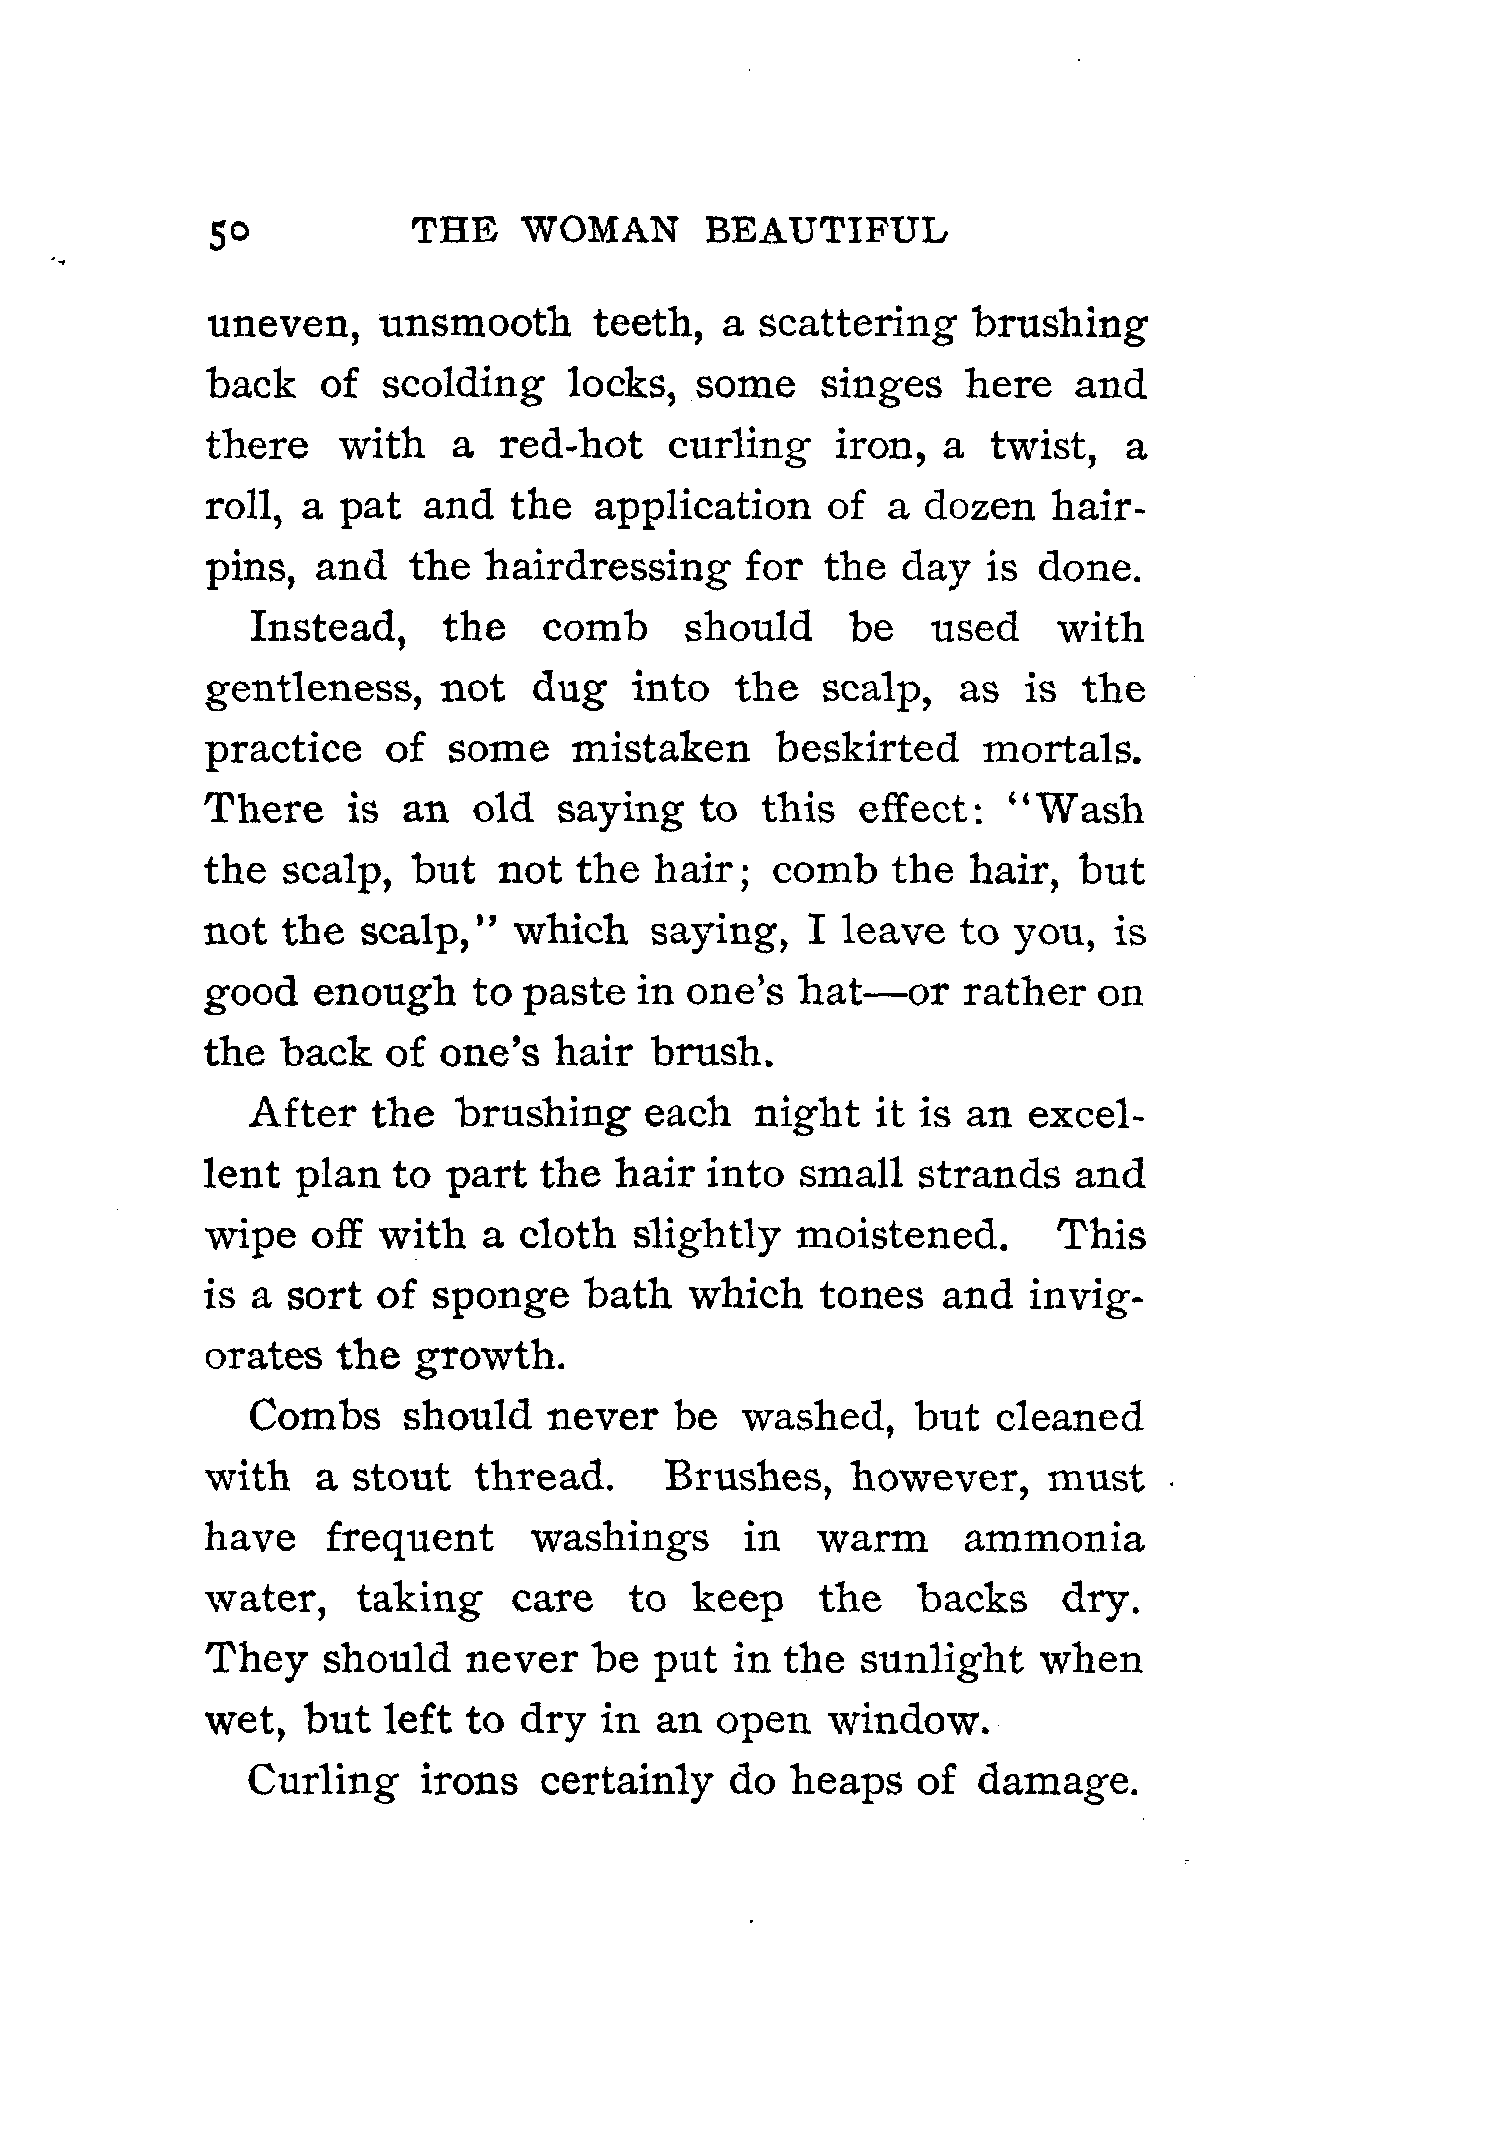 50 THE WOMAN BEAUTIFUL
uneven, unsmooth teeth, a scattering brushing
back of scolding locks, some singes here and
there with a red-hot curling iron, a twist, a
roll, a pat and the application of a dozen hair-
pins, and the hairdressing for the day is done.
Instead, the comb should be used with
gentleness, not dug into the scalp, as is the
practice of some mistaken beskirted mortals.
There is an old saying to this effect: "Wash
the scalp, but not the hair; comb the hair, but
not the scalp," which saying, I leave to you, is
good enough to paste in one's hat—or rather on
the back of one's hair brush.
After the brushing each night it is an excel-
lent plan to part the hair into small strands and
wipe off with a cloth slightly moistened. This
is a sort of sponge bath which tones and invig-
orates the growth.
Combs should never be washed, but cleaned
with a stout thread. Brushes, however, must
have frequent washings in warm ammonia
water, taking care to keep the backs dry.
They should never be put in the sunlight when
wet, but left to dry in an open window.
Curling irons certainly do heaps of damage.